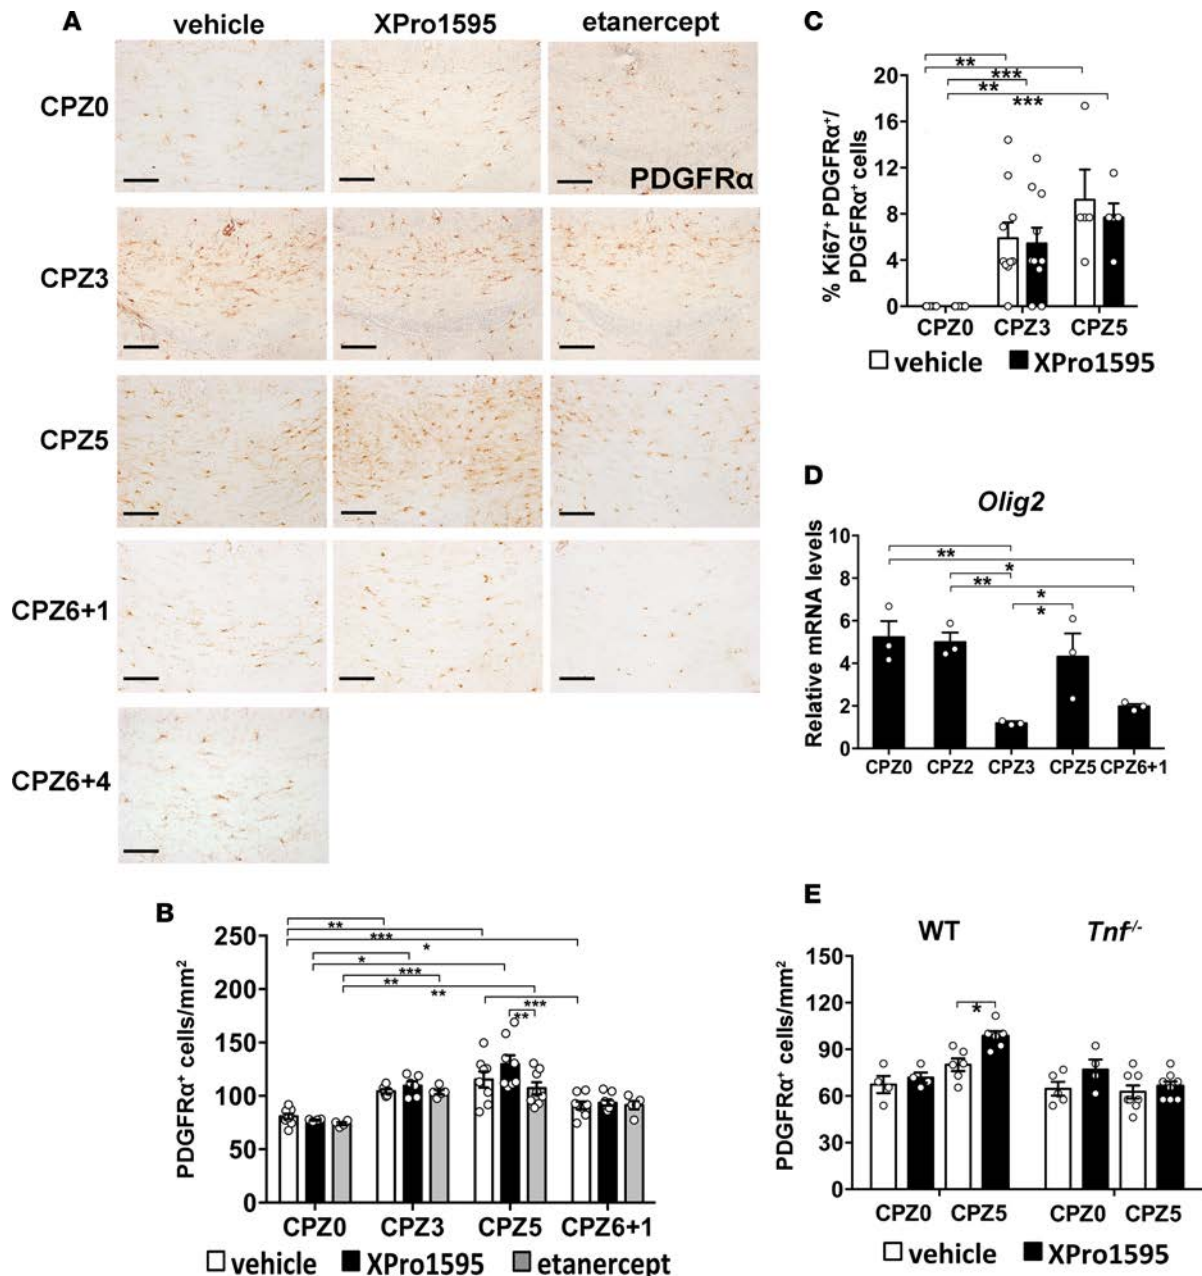 A
vehicle
XPro1595
etanercept
CPZ0
PDGFRα
CPZ3
CPZ5
CPZ6+1
CPZ6+4
B
PDGFRα⁺ cells/mm²
250
200
150
100
50
0
**
***
*
*
***
**
**
***
**
CPZ0 CPZ3 CPZ5 CPZ6+1
vehicle XPro1595 etanercept
C
% Ki67⁺ PDGFRα⁺/
PDGFRα⁺ cells
20
16
12
8
4
0
**
***
**
***
CPZ0 CPZ3 CPZ5
vehicle XPro1595
D
Olig2
Relative mRNA levels
10
8
6
4
2
0
**
*
**
*
*
CPZ0 CPZ2 CPZ3 CPZ5 CPZ6+1
E
WT Tnf⁻/⁻
PDGFRα⁺ cells/mm²
150
120
90
60
30
0
*
CPZ0 CPZ5 CPZ0 CPZ5
vehicle XPro1595